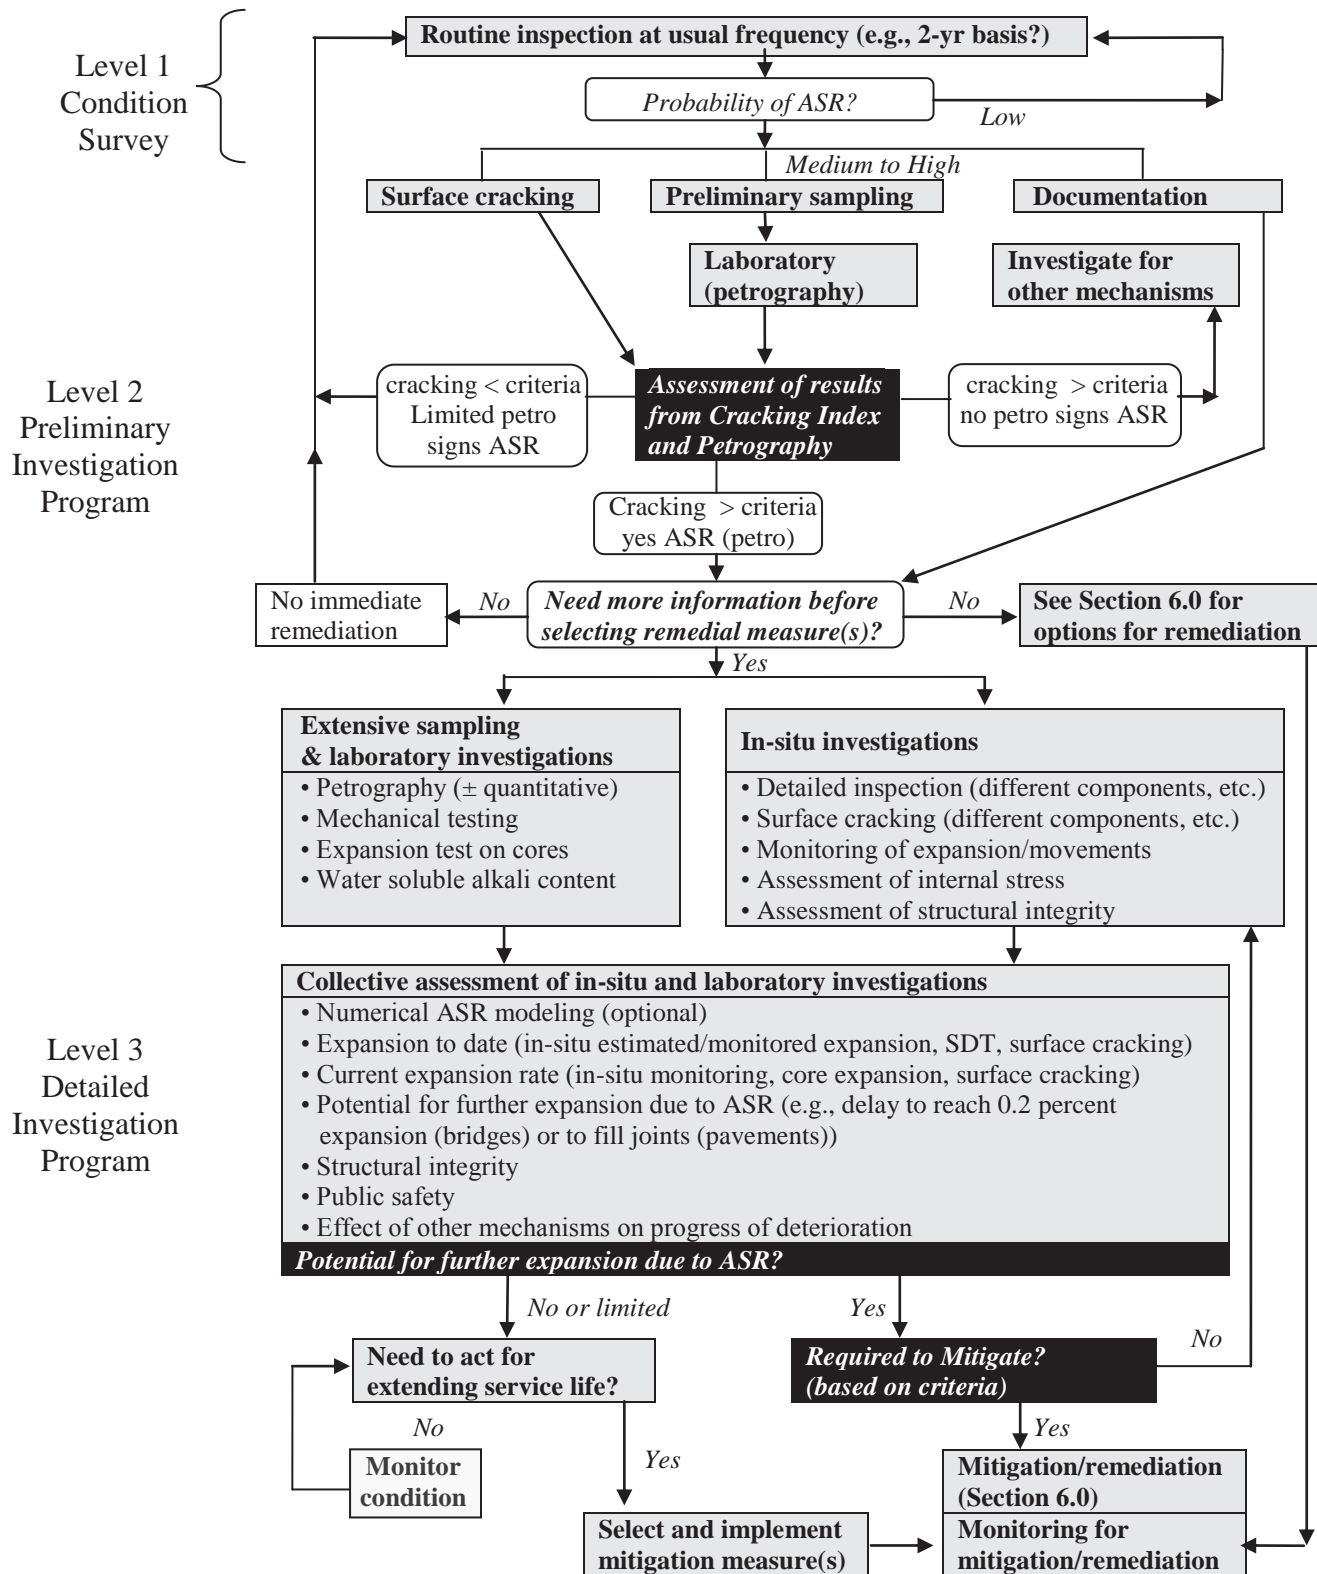 Routine inspection at usual frequency (e.g., 2-yr basis?)
Level 1
Condition
Survey
Probability of ASR?
Low
Medium to High
Surface cracking
Preliminary sampling
Documentation
Laboratory
(petrography)
Investigate for
other mechanisms
Level 2
Preliminary
Investigation
Program
cracking < criteria
Limited petro
signs ASR
Assessment of results
from Cracking Index
and Petrography
cracking > criteria
no petro signs ASR
Cracking > criteria
yes ASR (petro)
No immediate
remediation
No
Need more information before
selecting remedial measure(s)?
No
See Section 6.0 for
options for remediation
Yes
Extensive sampling
& laboratory investigations
• Petrography (± quantitative)
• Mechanical testing
• Expansion test on cores
• Water soluble alkali content
In-situ investigations
• Detailed inspection (different components, etc.)
• Surface cracking (different components, etc.)
• Monitoring of expansion/movements
• Assessment of internal stress
• Assessment of structural integrity
Level 3
Detailed
Investigation
Program
Collective assessment of in-situ and laboratory investigations
• Numerical ASR modeling (optional)
• Expansion to date (in-situ estimated/monitored expansion, SDT, surface cracking)
• Current expansion rate (in-situ monitoring, core expansion, surface cracking)
• Potential for further expansion due to ASR (e.g., delay to reach 0.2 percent
expansion (bridges) or to fill joints (pavements))
• Structural integrity
• Public safety
• Effect of other mechanisms on progress of deterioration
Potential for further expansion due to ASR?
No or limited
Yes
Need to act for
extending service life?
Required to Mitigate?
(based on criteria)
No
No
Monitor
condition
Yes
Yes
Mitigation/remediation
(Section 6.0)
Select and implement
mitigation measure(s)
Monitoring for
mitigation/remediation